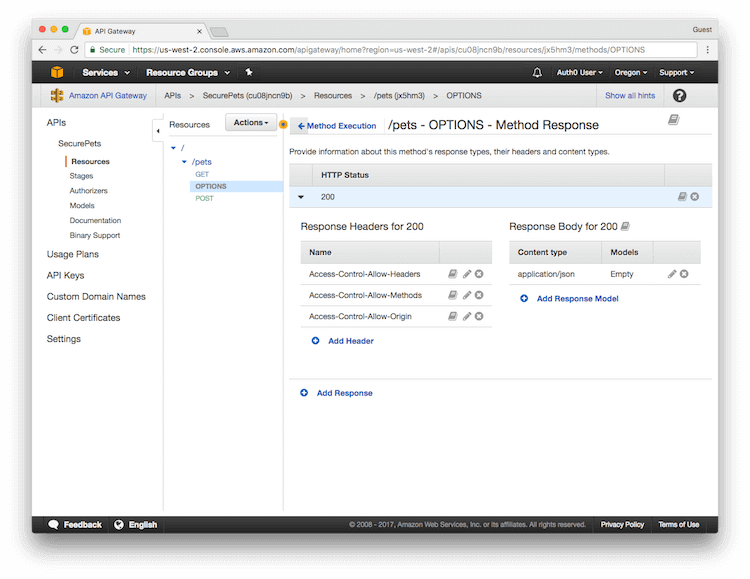 API Gateway
Guest
Secure https://us-west-2.console.aws.amazon.com/apigateway/home?region=us-west-2#/apis/cu08jncn9b/resources/jx5hm3/methods/OPTIONS
Services Resource Groups Auth0 User Oregon Support
Amazon API Gateway APIs > SecurePets (cu08jncn9b) > Resources > /pets (jx5hm3) > OPTIONS Show all hints ?
APIs
SecurePets
Resources
Stages
Authorizers
Models
Documentation
Binary Support
Usage Plans
API Keys
Custom Domain Names
Client Certificates
Settings
Resources Actions
/
/pets
GET
OPTIONS
POST
Method Execution /pets - OPTIONS - Method Response
Provide information about this method's response types, their headers and content types.
HTTP Status
200
Response Headers for 200
Name
Access-Control-Allow-Headers
Access-Control-Allow-Methods
Access-Control-Allow-Origin
Add Header
Response Body for 200
Content type Models
application/json Empty
Add Response Model
Add Response
Feedback English © 2008 - 2017, Amazon Web Services, Inc. or its affiliates. All rights reserved. Privacy Policy Terms of Use